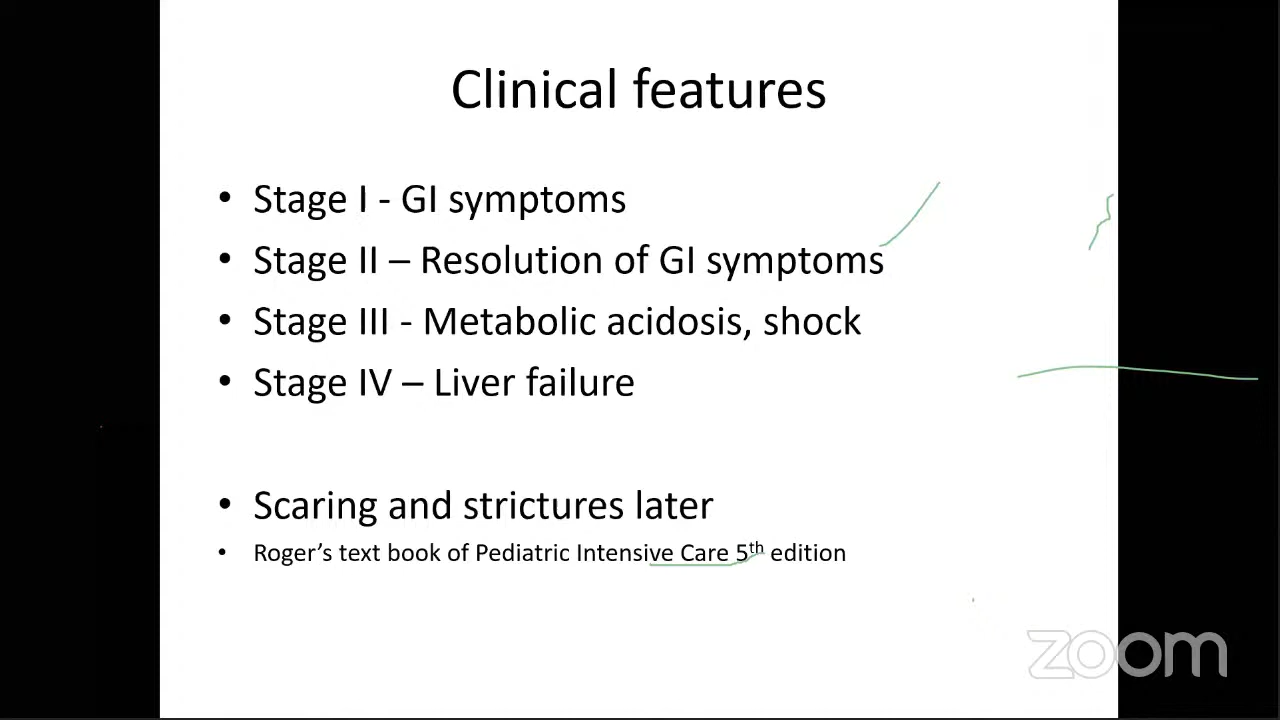 Clinical features
• Stage I - GI symptoms
• Stage II – Resolution of GI symptoms
• Stage III - Metabolic acidosis, shock
• Stage IV – Liver failure
• Scaring and strictures later
• Roger’s text book of Pediatric Intensive Care 5th edition
zoom